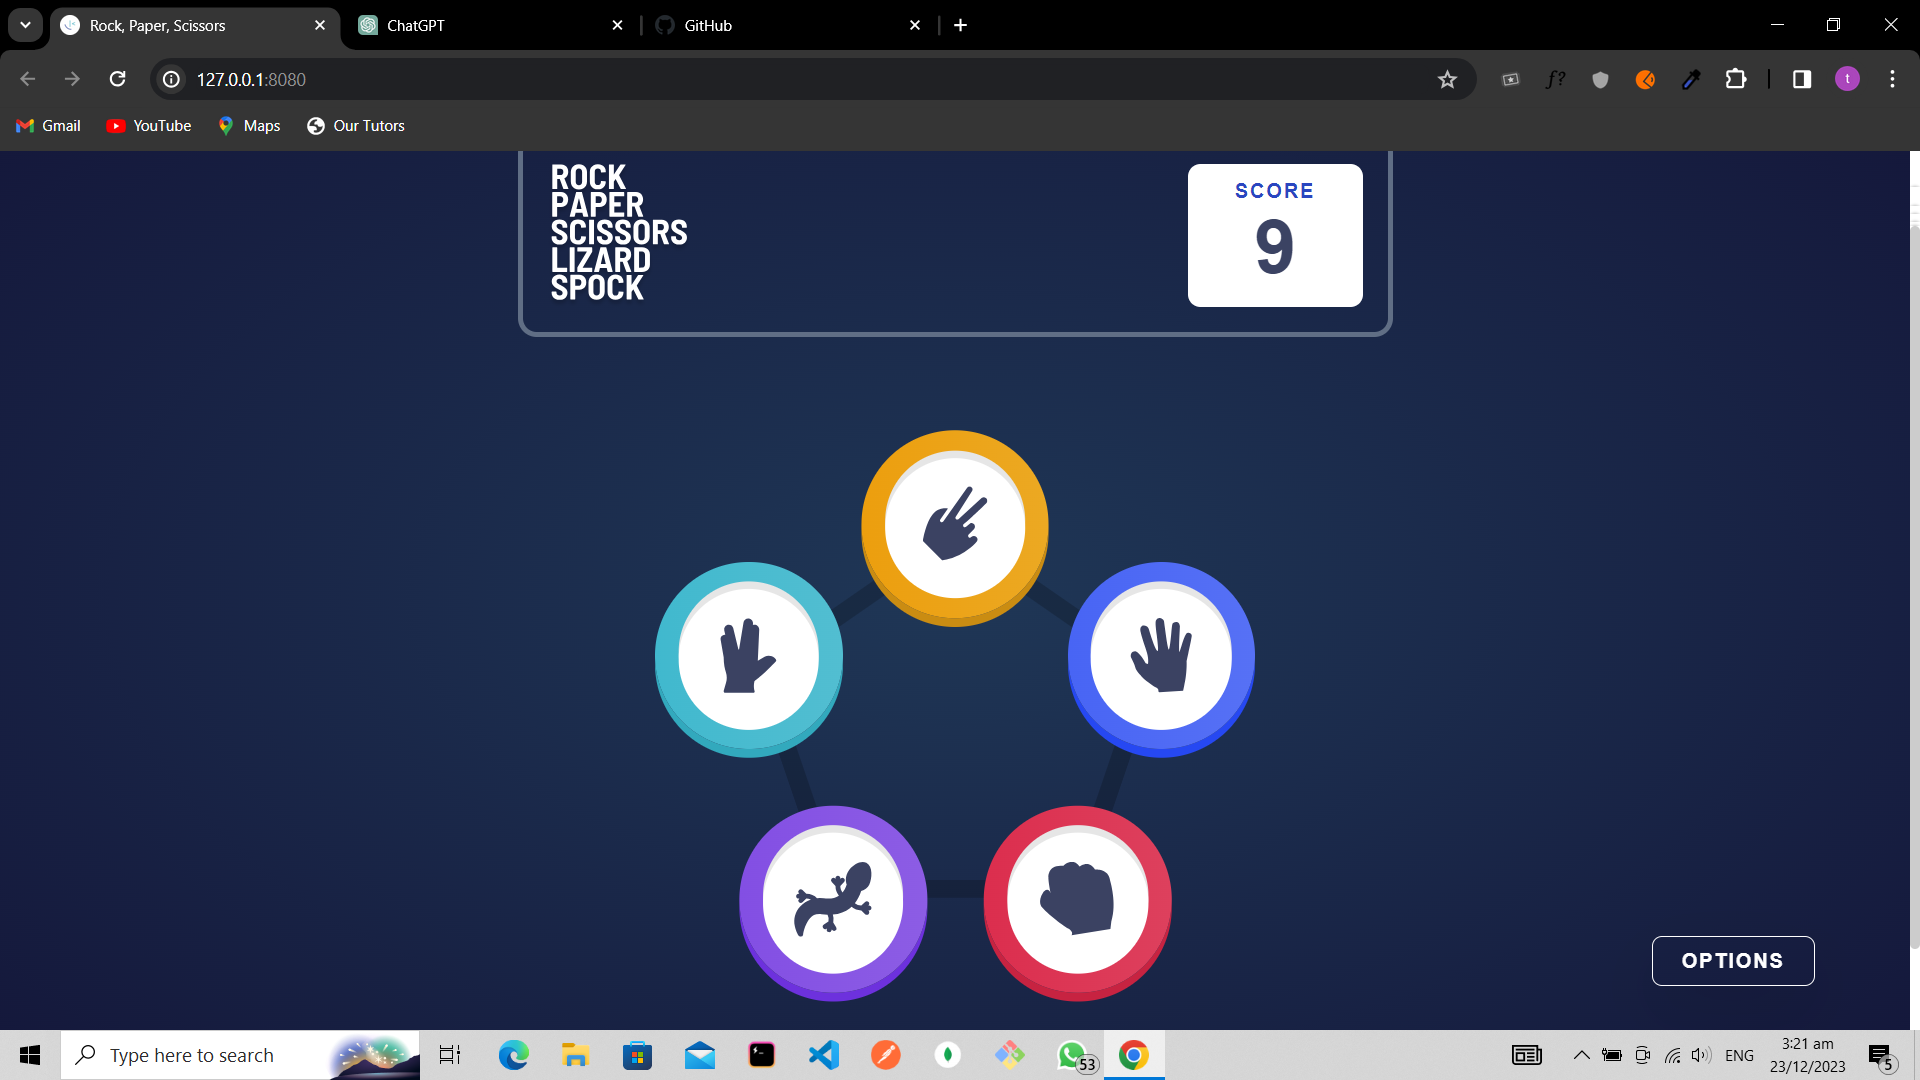 Rock, Paper, Scissors
ChatGPT
GitHub
127.0.0.1:8080
f?
t
Gmail
YouTube
Maps
Our Tutors
ROCK
PAPER
SCISSORS
LIZARD
SPOCK
SCORE
9
OPTIONS
Type here to search
53
ENG
3:21 am
23/12/2023
5